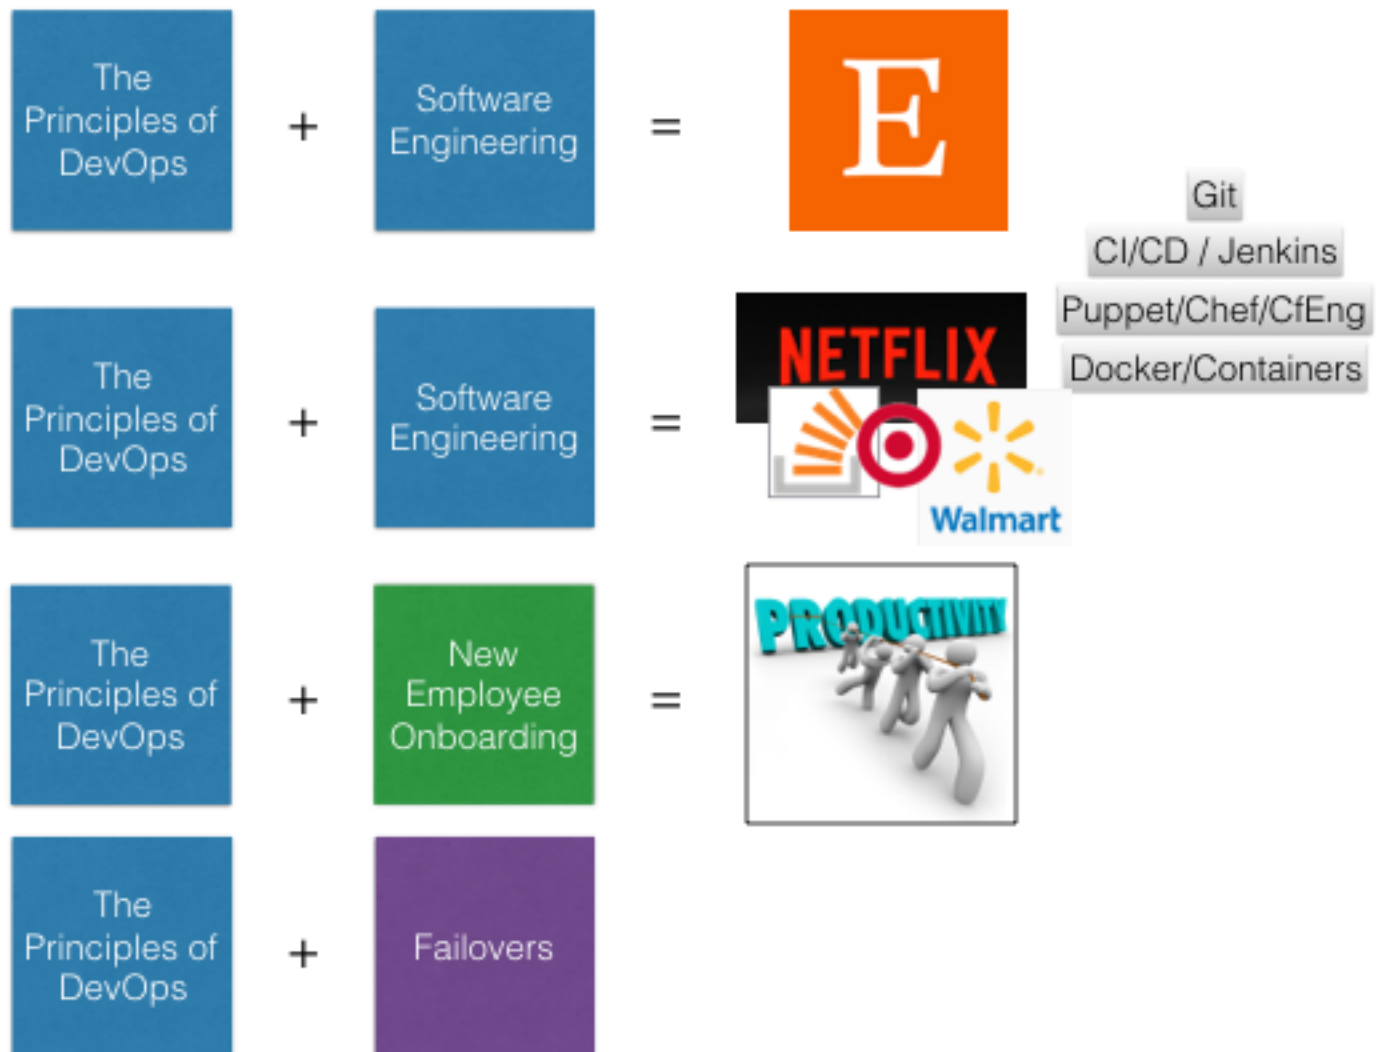 The
Principles of
DevOps
+
Software
Engineering
=
E
Git
CI/CD / Jenkins
Puppet/Chef/CfEng
Docker/Containers
The
Principles of
DevOps
+
Software
Engineering
=
NETFLIX
Walmart
The
Principles of
DevOps
+
New
Employee
Onboarding
=
PRODUCTIVITY
The
Principles of
DevOps
+
Failovers